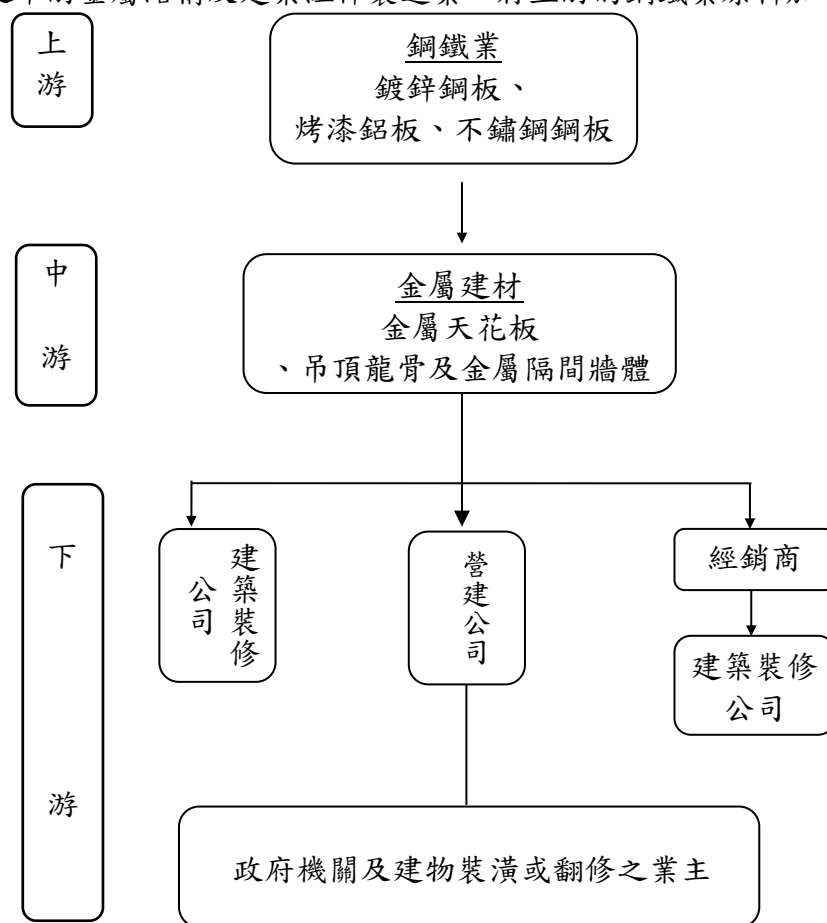 上
游
鋼鐵業
鍍鋅鋼板、
烤漆鋁板、不鏽鋼鋼板
中
游
金屬建材
金屬天花板
、吊頂龍骨及金屬隔間牆體
下
游
建築裝修
公司
營建公司
經銷商
建築裝修
公司
政府機關及建物裝潢或翻修之業主